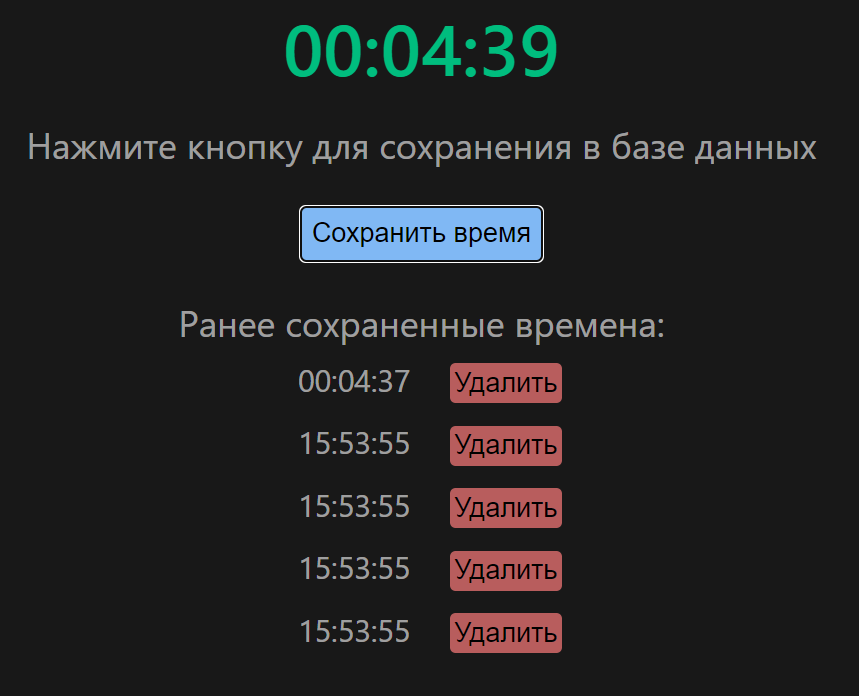 00:04:39
Нажмите кнопку для сохранения в базе данных
Сохранить время
Ранее сохраненные времена:
00:04:37 Удалить
15:53:55 Удалить
15:53:55 Удалить
15:53:55 Удалить
15:53:55 Удалить